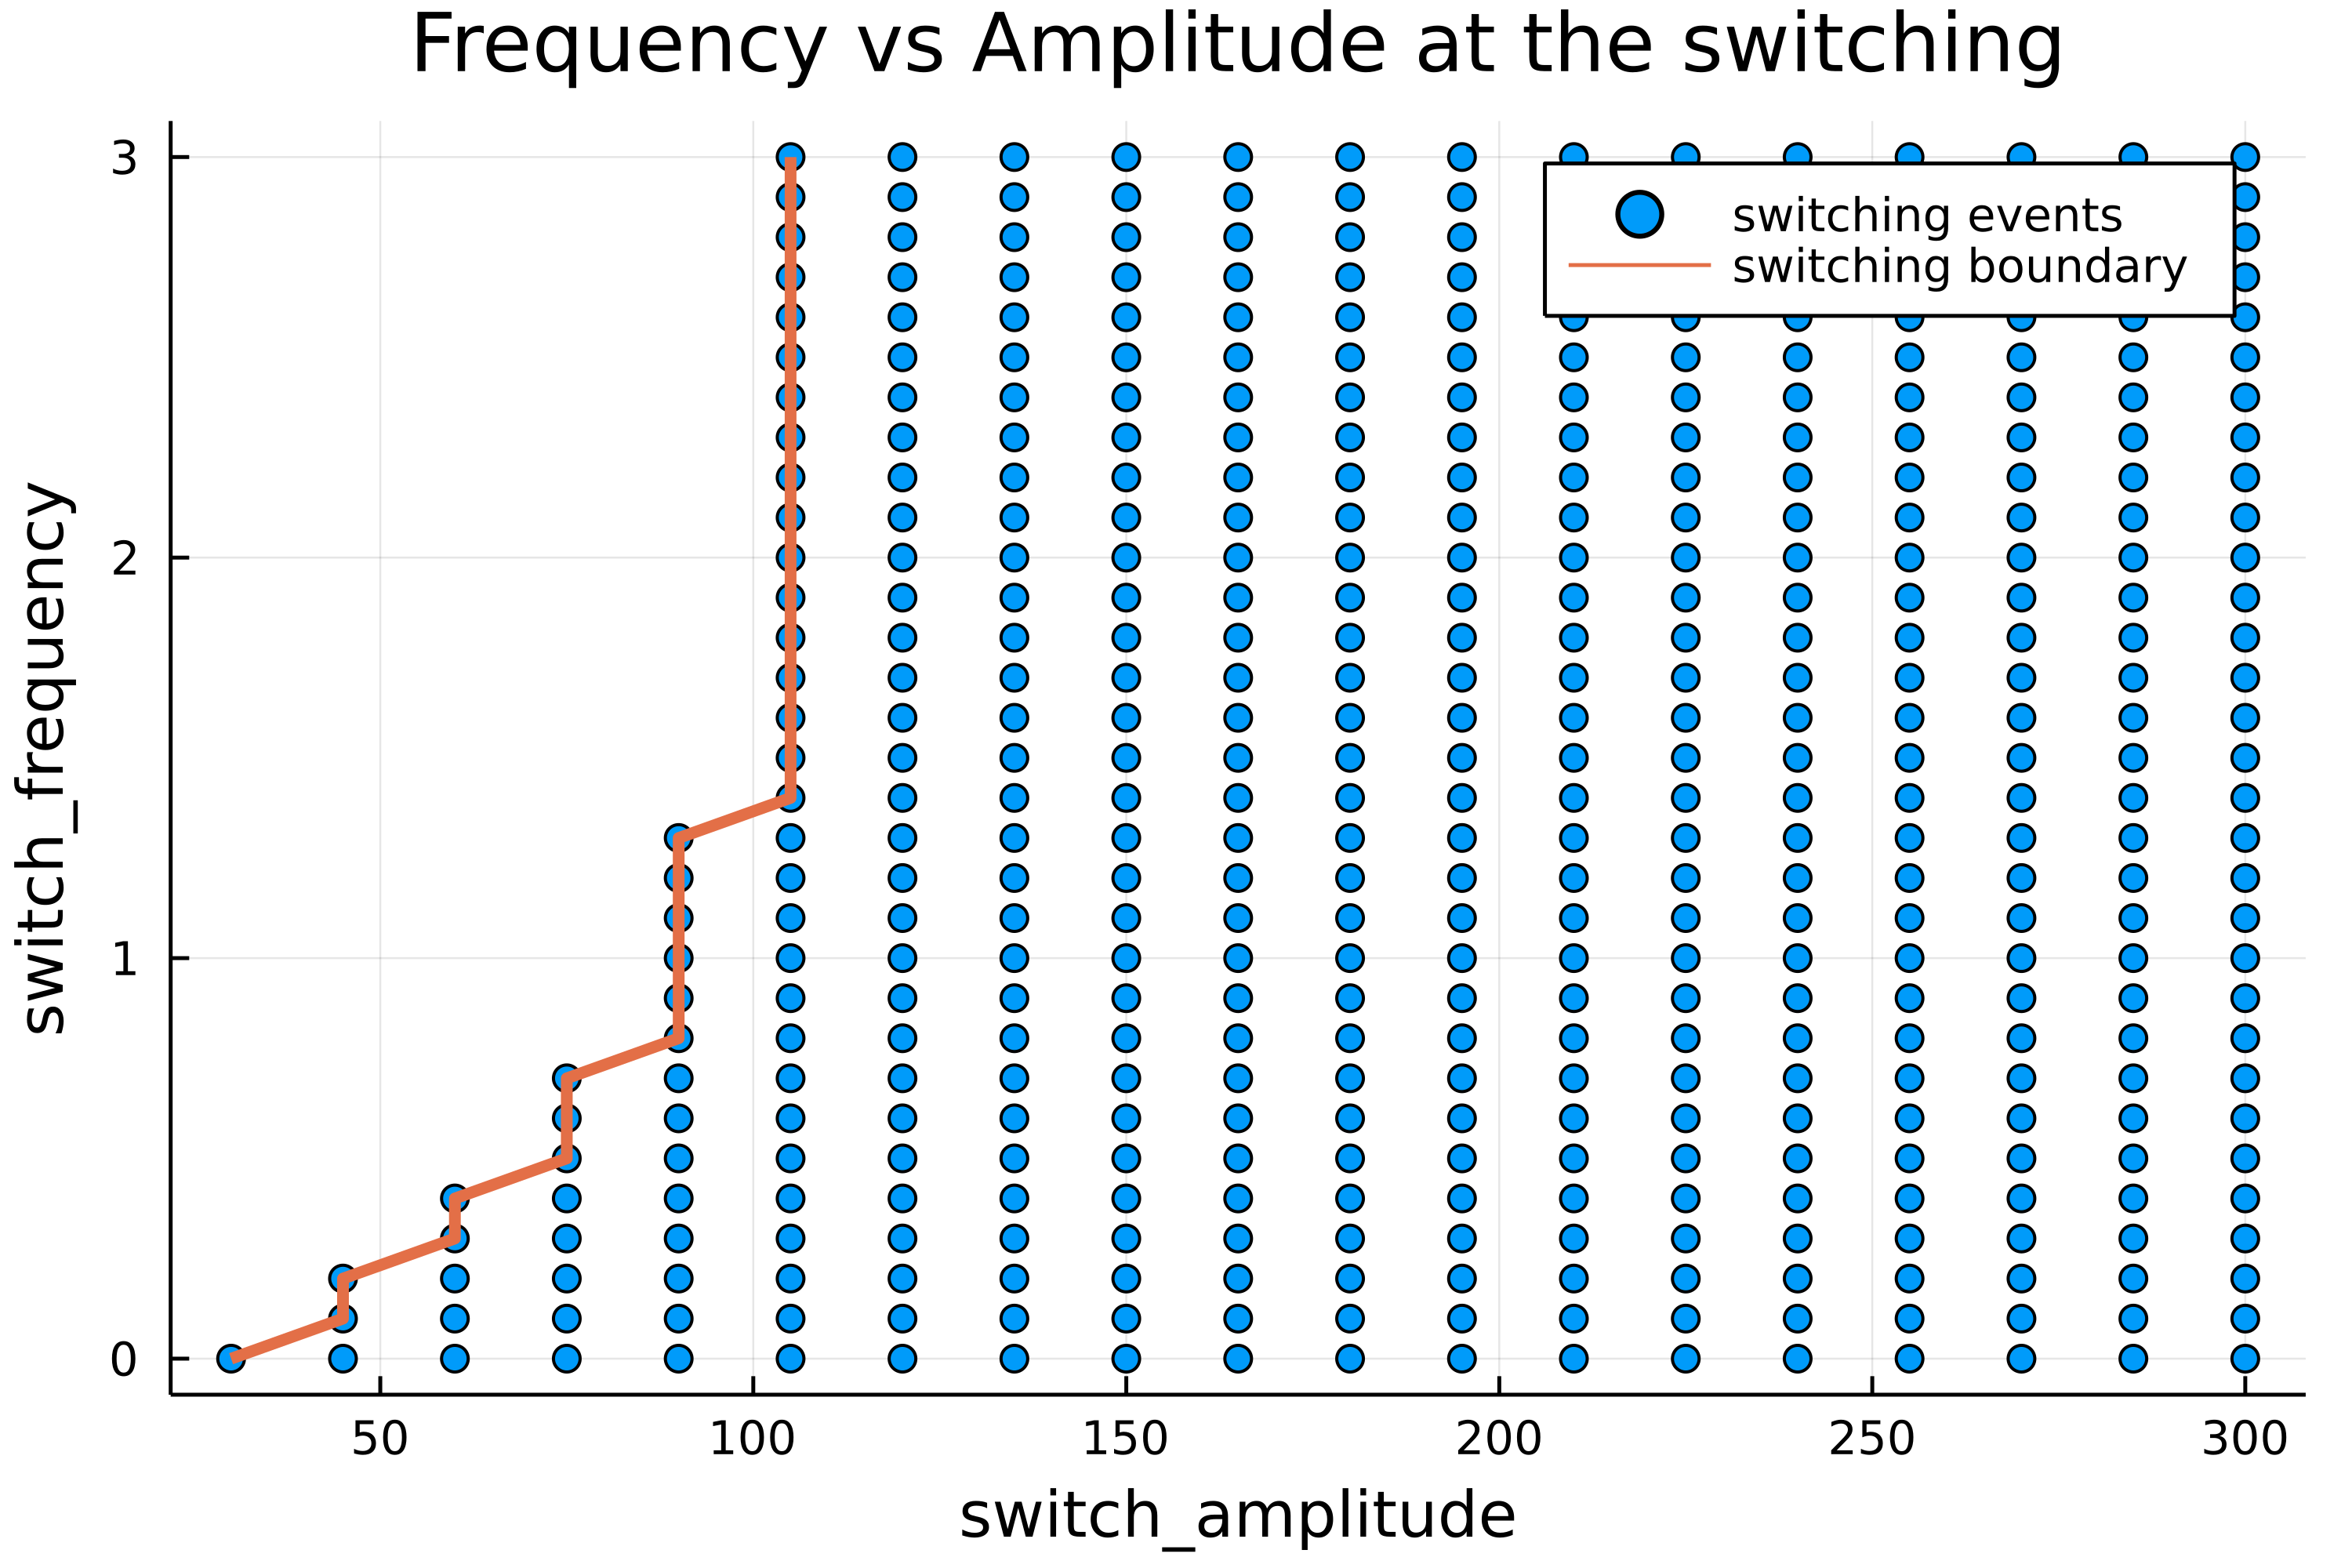 Frequency vs Amplitude at the switching
switching events
switching boundary
switch_frequency
3
2
1
0
50 100 150 200 250 300
switch_amplitude